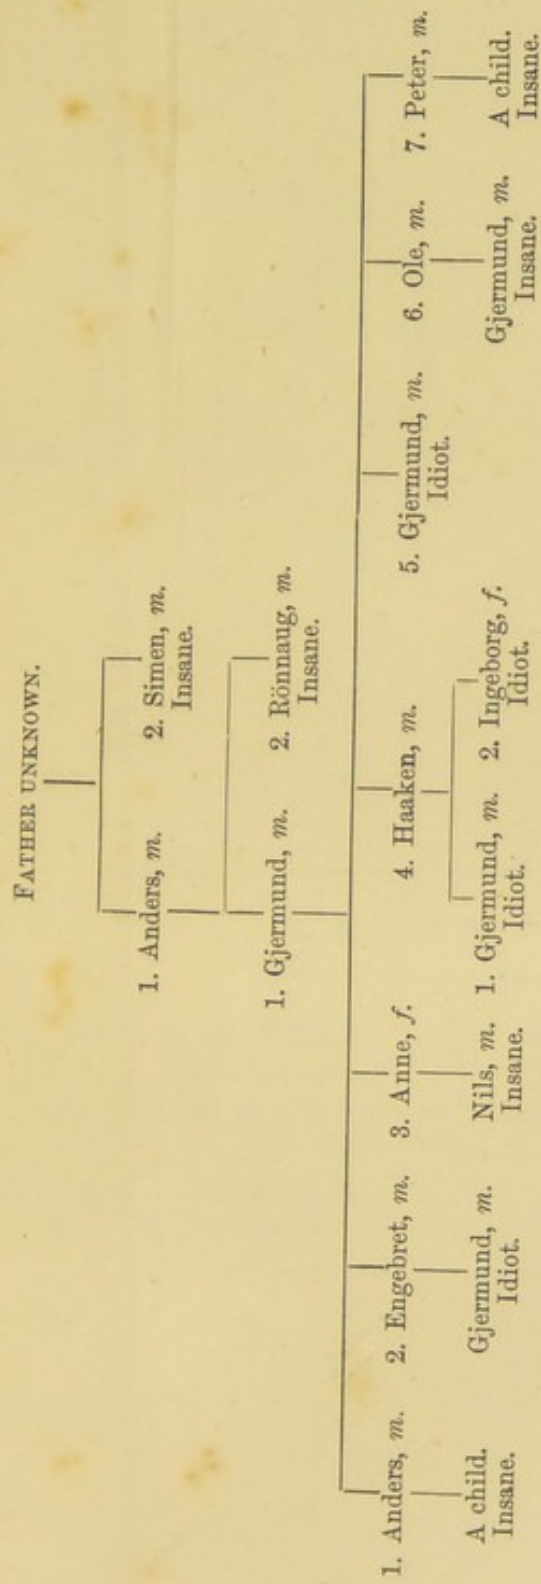 FATHER UNKNOWN.
1. Anders, m. 2. Simen, m.
Insane.
1. Gjermund, m. 2. Rönnaug, m.
Insane.
1. Anders, m. 2. Engebret, m. 3. Anne, f. 4. Haaken, m. 5. Gjermund, m. 6. Ole, m. 7. Peter, m.
Idiot.
A child. Gjermund, m. Nils, m. 1. Gjermund, m. 2. Ingeborg, f. Gjermund, m. A child.
Insane. Idiot. Insane. Idiot. Idiot. Insane. Insane.